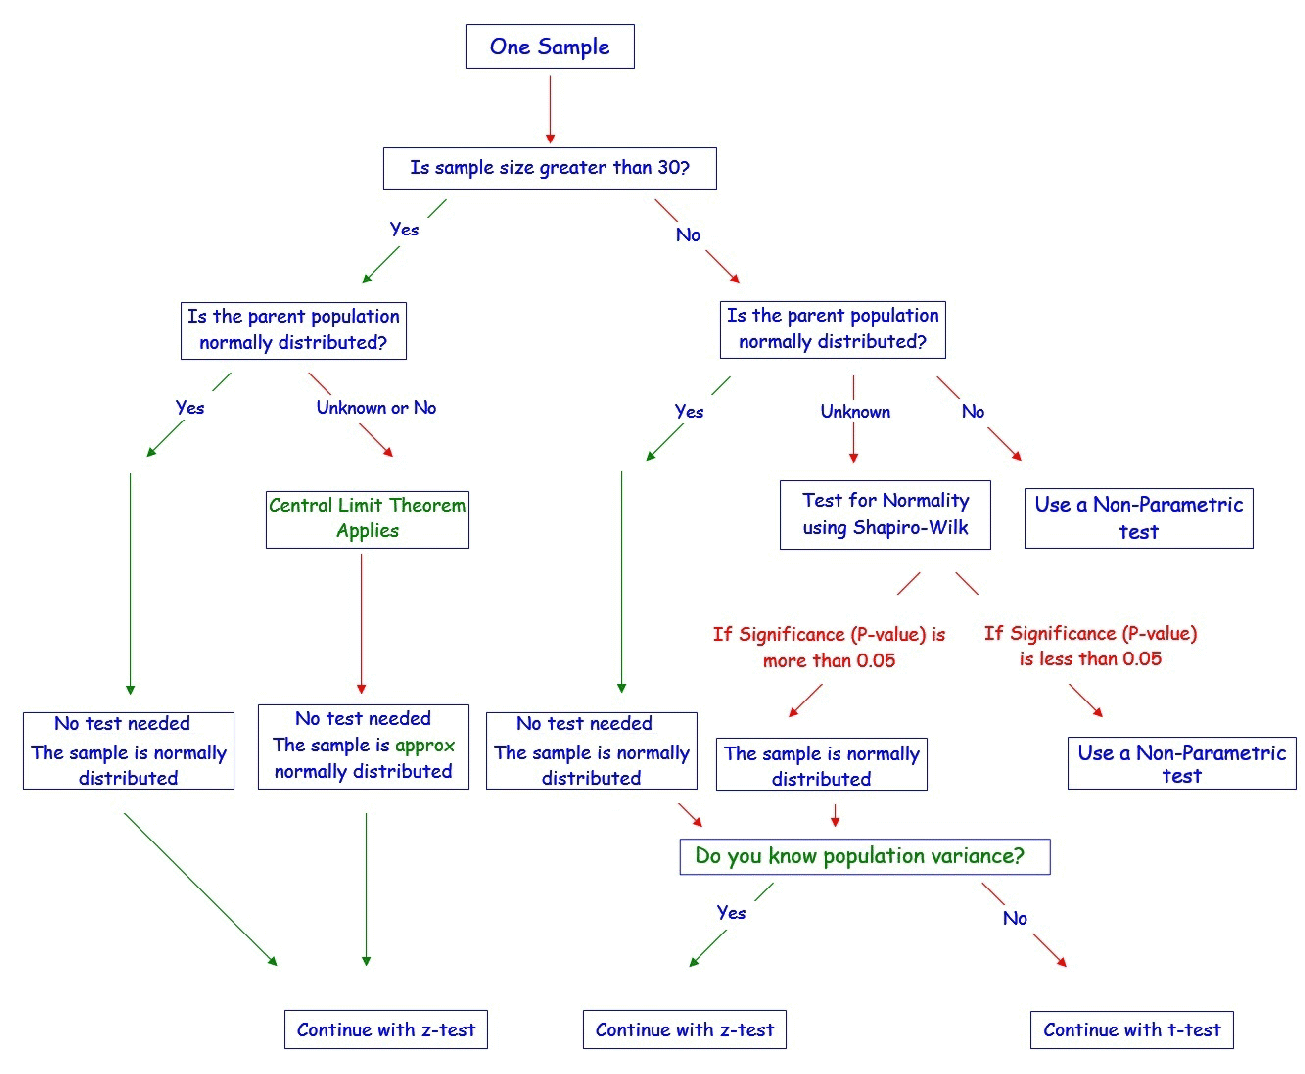 One Sample
Is sample size greater than 30?
Yes
No
Is the parent population
normally distributed?
Is the parent population
normally distributed?
Yes
Unknown or No
Yes
Unknown
No
Central Limit Theorem
Applies
Test for Normality
using Shapiro-Wilk
Use a Non-Parametric
test
If Significance (P-value) is
more than 0.05
If Significance (P-value)
is less than 0.05
No test needed
The sample is normally
distributed
No test needed
The sample is approx
normally distributed
No test needed
The sample is normally
distributed
The sample is normally
distributed
Use a Non-Parametric
test
Do you know population variance?
Yes
No
Continue with z-test
Continue with z-test
Continue with t-test